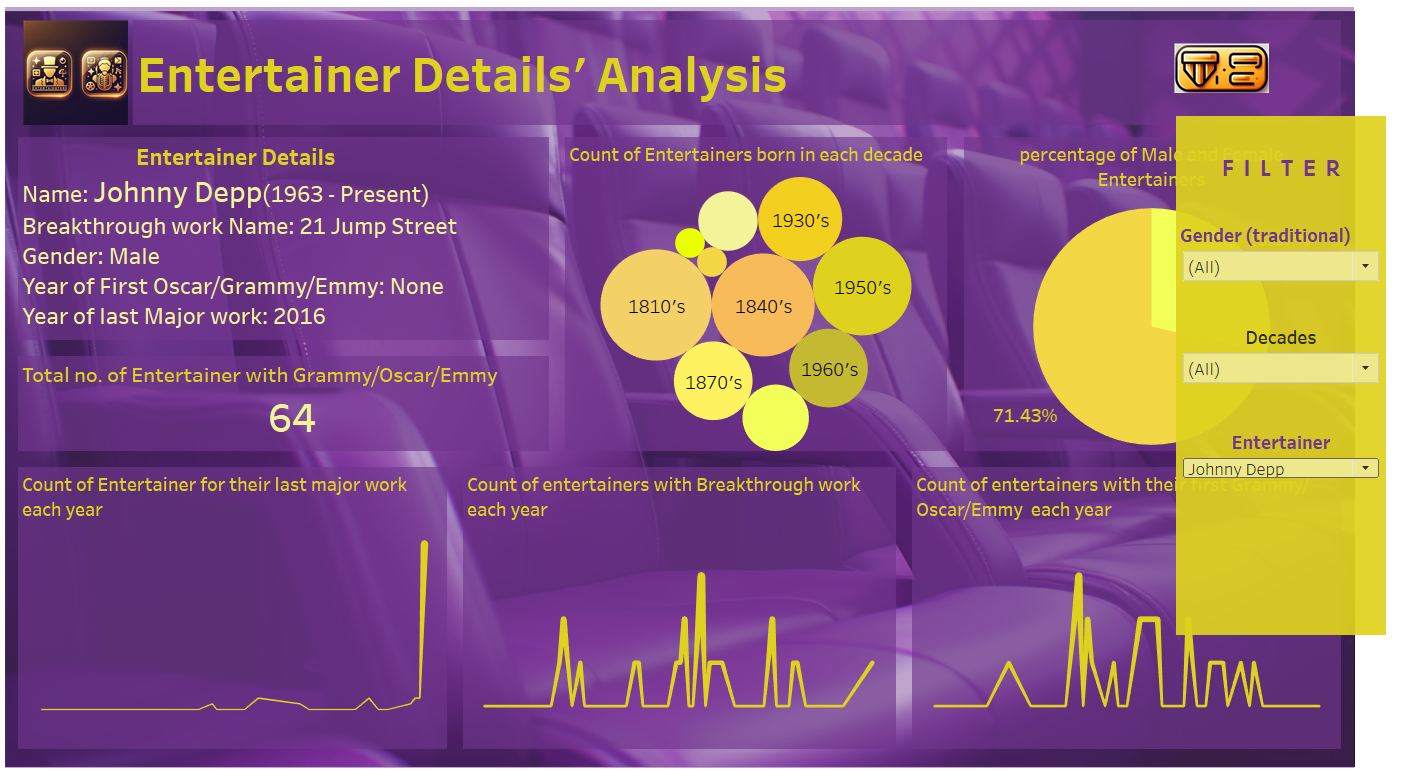 Entertainer Details’ Analysis
Entertainer Details
Name: Johnny Depp(1963 - Present)
Breakthrough work Name: 21 Jump Street
Gender: Male
Year of First Oscar/Grammy/Emmy: None
Year of last Major work: 2016
Total no. of Entertainer with Grammy/Oscar/Emmy
64
Count of Entertainers born in each decade
1930’s
1950’s
1810’s
1840’s
1960’s
1870’s
percentage of Male and Female
Entertainers
71.43%
FILTER
Gender (traditional)
(All)
Decades
(All)
Entertainer
Johnny Depp
Count of Entertainer for their last major work
each year
Count of entertainers with Breakthrough work
each year
Count of entertainers with their first Grammy/
Oscar/Emmy each year